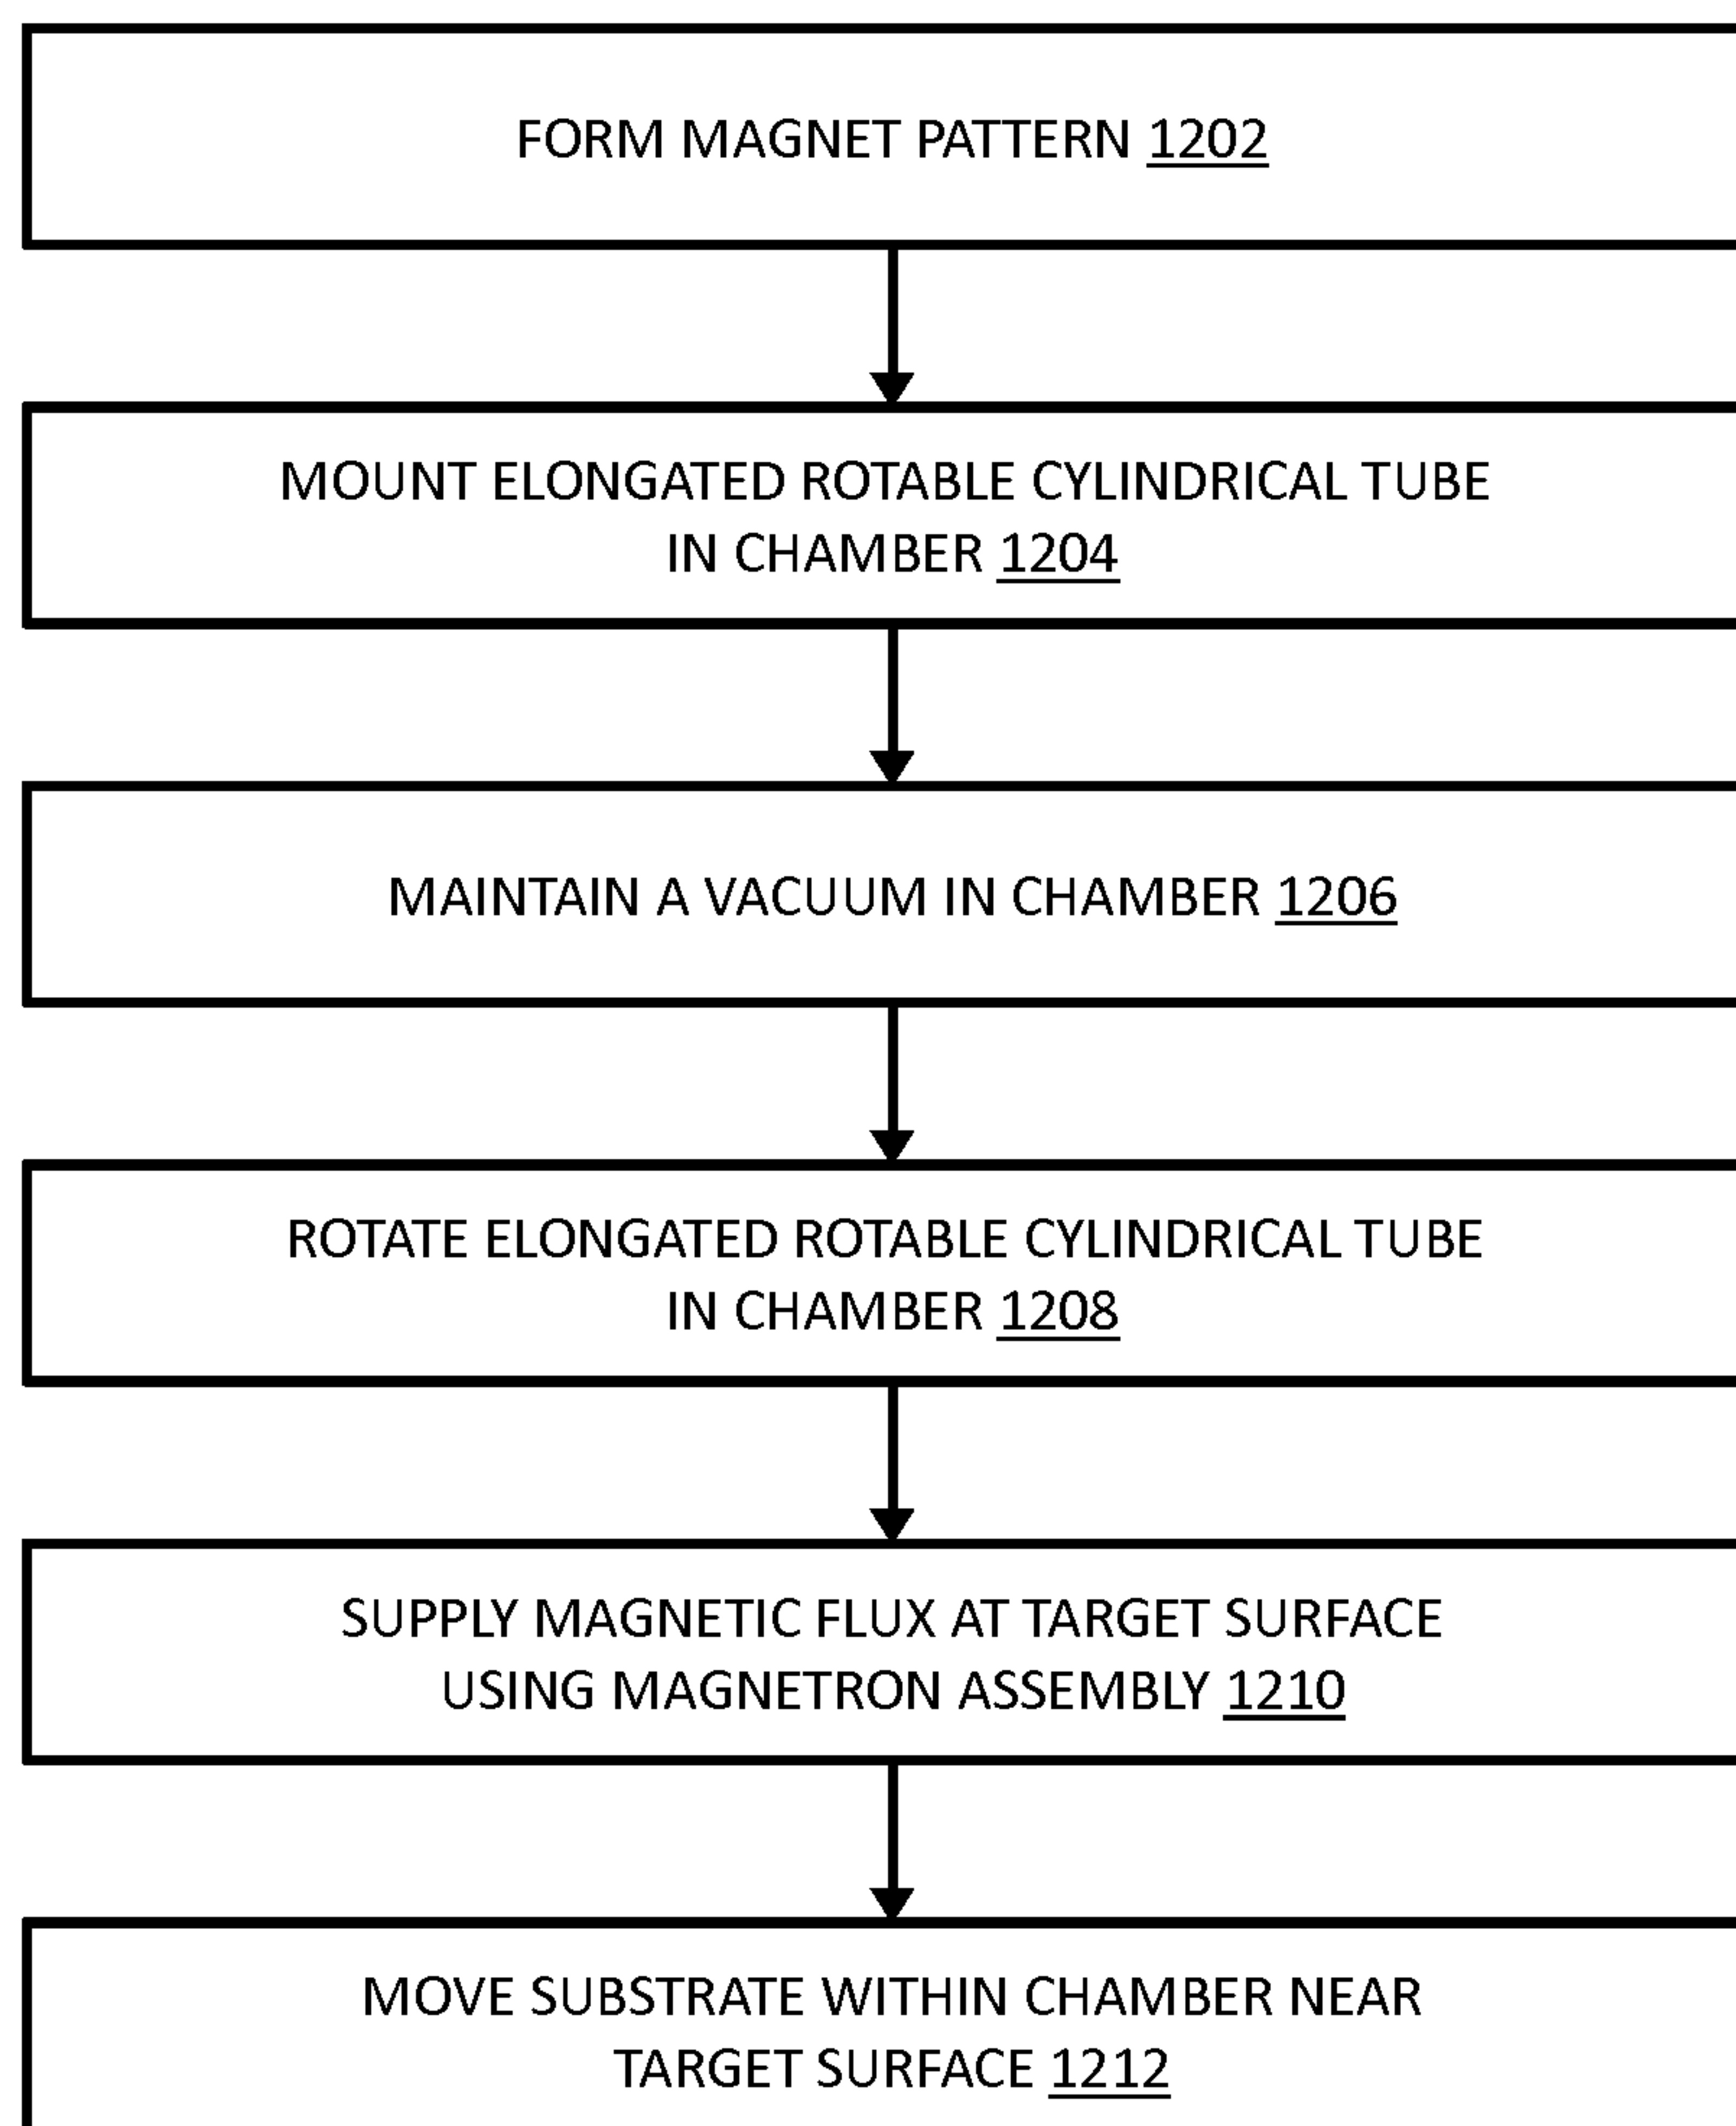 FORM MAGNET PATTERN 1202
MOUNT ELONGATED ROTABLE CYLINDRICAL TUBE
IN CHAMBER 1204
MAINTAIN A VACUUM IN CHAMBER 1206
ROTATE ELONGATED ROTABLE CYLINDRICAL TUBE
IN CHAMBER 1208
SUPPLY MAGNETIC FLUX AT TARGET SURFACE
USING MAGNETRON ASSEMBLY 1210
MOVE SUBSTRATE WITHIN CHAMBER NEAR
TARGET SURFACE 1212